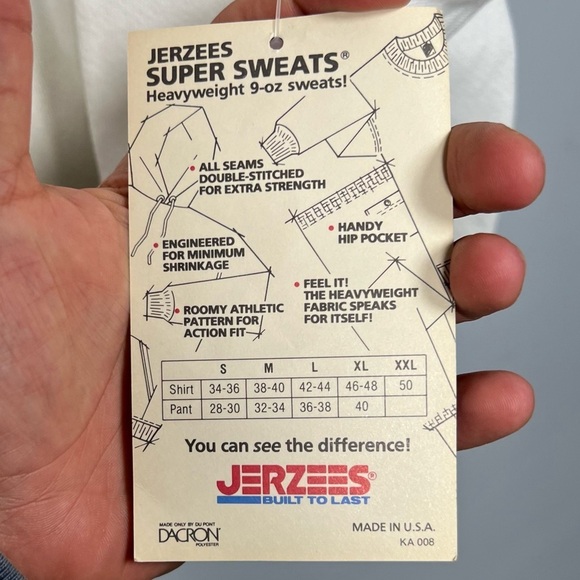 JERZEES
SUPER SWEATS®
Heavyweight 9-oz sweats!
• ALL SEAMS
DOUBLE-STITCHED
FOR EXTRA STRENGTH
• HANDY
HIP POCKET
• ENGINEERED
FOR MINIMUM
SHRINKAGE
• FEEL IT!
THE HEAVYWEIGHT
FABRIC SPEAKS
FOR ITSELF!
• ROOMY ATHLETIC
PATTERN FOR
ACTION FIT
S M L XL XXL
Shirt 34-36 38-40 42-44 46-48 50
Pant 28-30 32-34 36-38 40
You can see the difference!
JERZEES®
BUILT TO LAST
MADE ONLY BY DU PONT
DACRON®
POLYESTER
MADE IN U.S.A.
KA 008